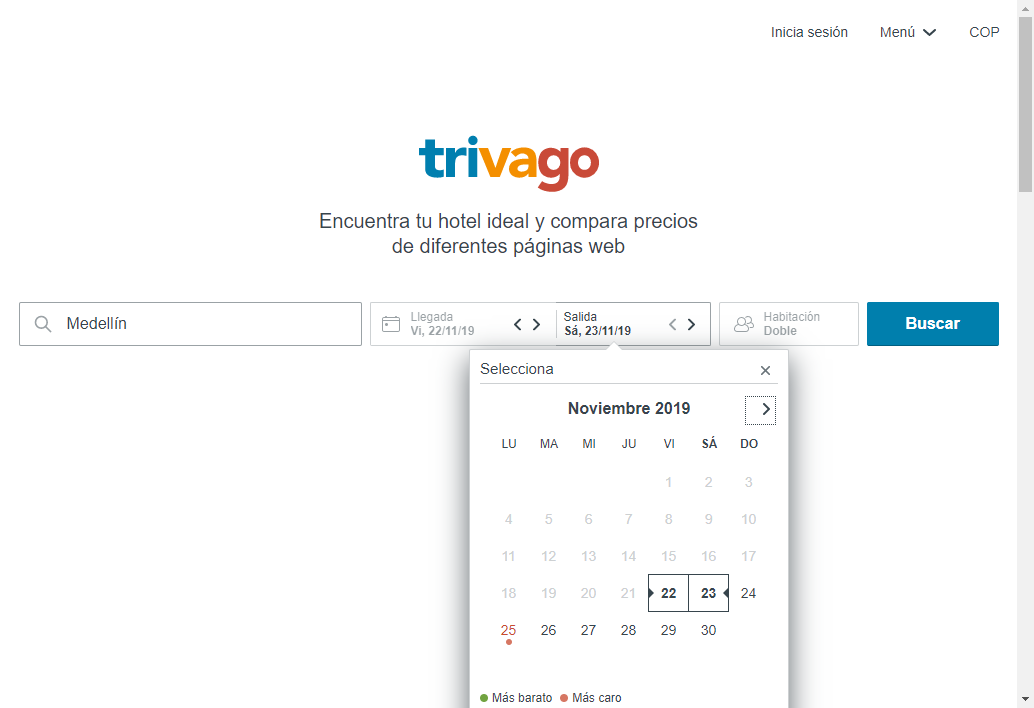 Inicia sesión Menú COP
trivago
Encuentra tu hotel ideal y compara precios
de diferentes páginas web
Medellín
Llegada
Vi, 22/11/19
Salida
Sá, 23/11/19
Habitación
Doble
Buscar
Selecciona
Noviembre 2019
LU MA MI JU VI SÁ DO
1 2 3
4 5 6 7 8 9 10
11 12 13 14 15 16 17
18 19 20 21 22 23 24
25 26 27 28 29 30
Más barato Más caro